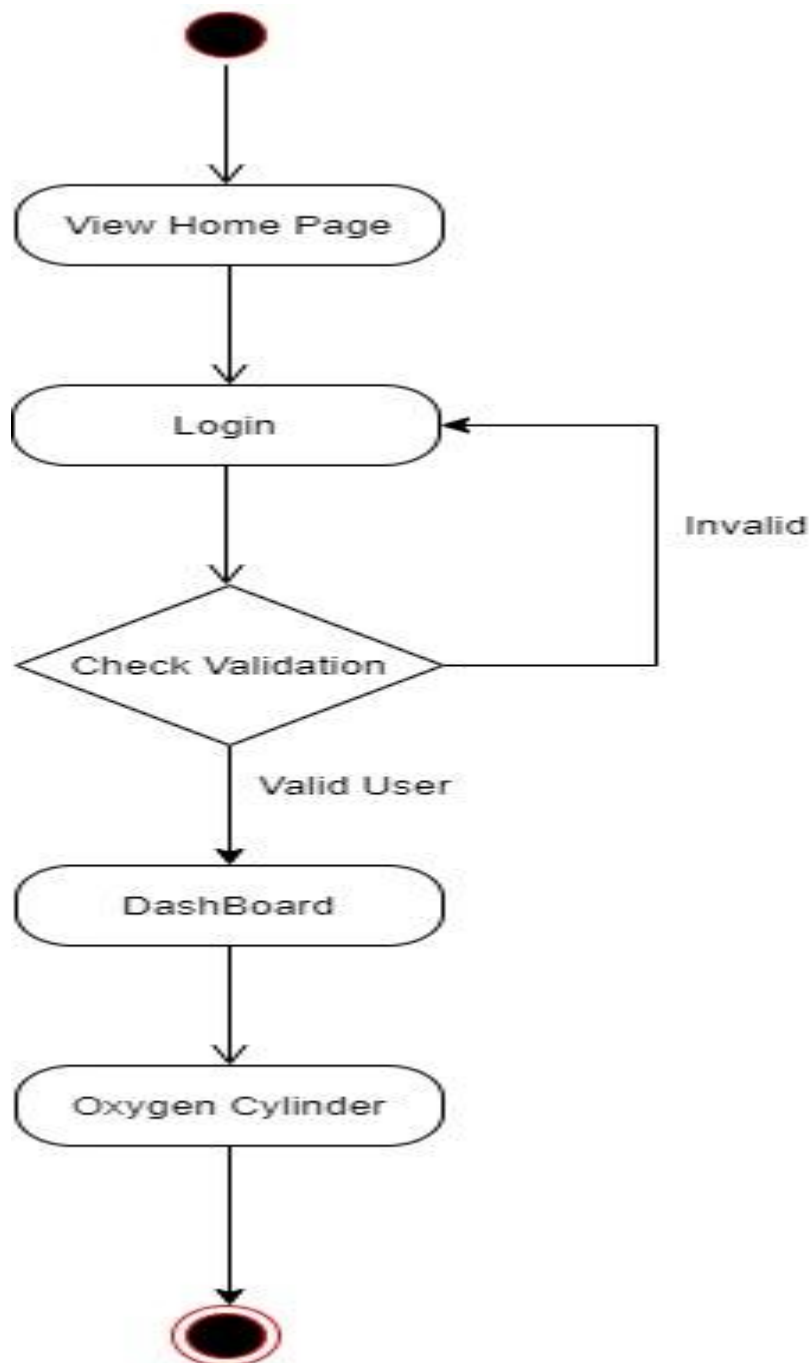 View Home Page
Login
Invalid
Check Validation
Valid User
DashBoard
Oxygen Cylinder